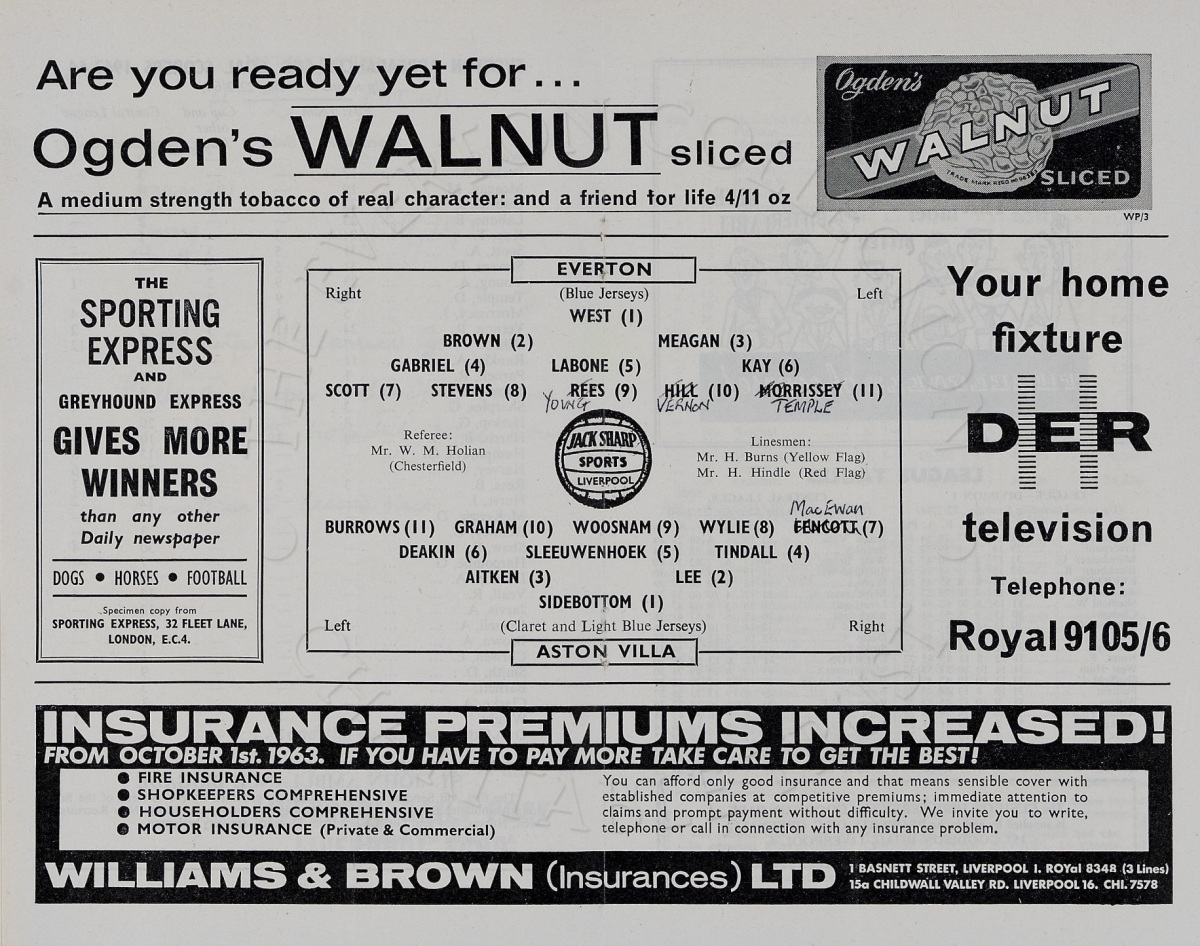 Are you ready yet for...
Ogden's WALNUT sliced
A medium strength tobacco of real character: and a friend for life 4/11 oz
Ogden's
WALNUT
SLICED
WP/3
THE
SPORTING
EXPRESS
AND
GREYHOUND EXPRESS
GIVES MORE
WINNERS
than any other
Daily newspaper
DOGS • HORSES • FOOTBALL
Specimen copy from
SPORTING EXPRESS, 32 FLEET LANE,
LONDON, E.C.4.
EVERTON
Right (Blue Jerseys) Left
WEST (1)
BROWN (2) MEAGAN (3)
GABRIEL (4) LABONE (5) KAY (6)
SCOTT (7) STEVENS (8) REES (9) HILL (10) MORRISSEY (11)
YOUNG VERNON TEMPLE
Referee:
Mr. W. M. Holian
(Chesterfield)
JACK SHARP
SPORTS
LIVERPOOL
Linesmen:
Mr. H. Burns (Yellow Flag)
Mr. H. Hindle (Red Flag)
MacEwan
BURROWS (11) GRAHAM (10) WOOSNAM (9) WYLIE (8) (7)
DEAKIN (6) SLEEUWENHOEK (5) TINDALL (4)
AITKEN (3) LEE (2)
SIDEBOTTOM (1)
Left (Claret and Light Blue Jerseys) Right
ASTON VILLA
Your home
fixture
DER
television
Telephone:
Royal 9105/6
INSURANCE PREMIUMS INCREASED!
FROM OCTOBER 1st. 1963. IF YOU HAVE TO PAY MORE TAKE CARE TO GET THE BEST!
● FIRE INSURANCE
● SHOPKEEPERS COMPREHENSIVE
● HOUSEHOLDERS COMPREHENSIVE
● MOTOR INSURANCE (Private & Commercial)
You can afford only good insurance and that means sensible cover with
established companies at competitive premiums; immediate attention to
claims and prompt payment without difficulty. We invite you to write,
telephone or call in connection with any insurance problem.
WILLIAMS & BROWN (Insurances) LTD
1 BASNETT STREET, LIVERPOOL 1. ROYal 8348 (3 Lines)
15a CHILDWALL VALLEY RD. LIVERPOOL 16. CHI. 7578